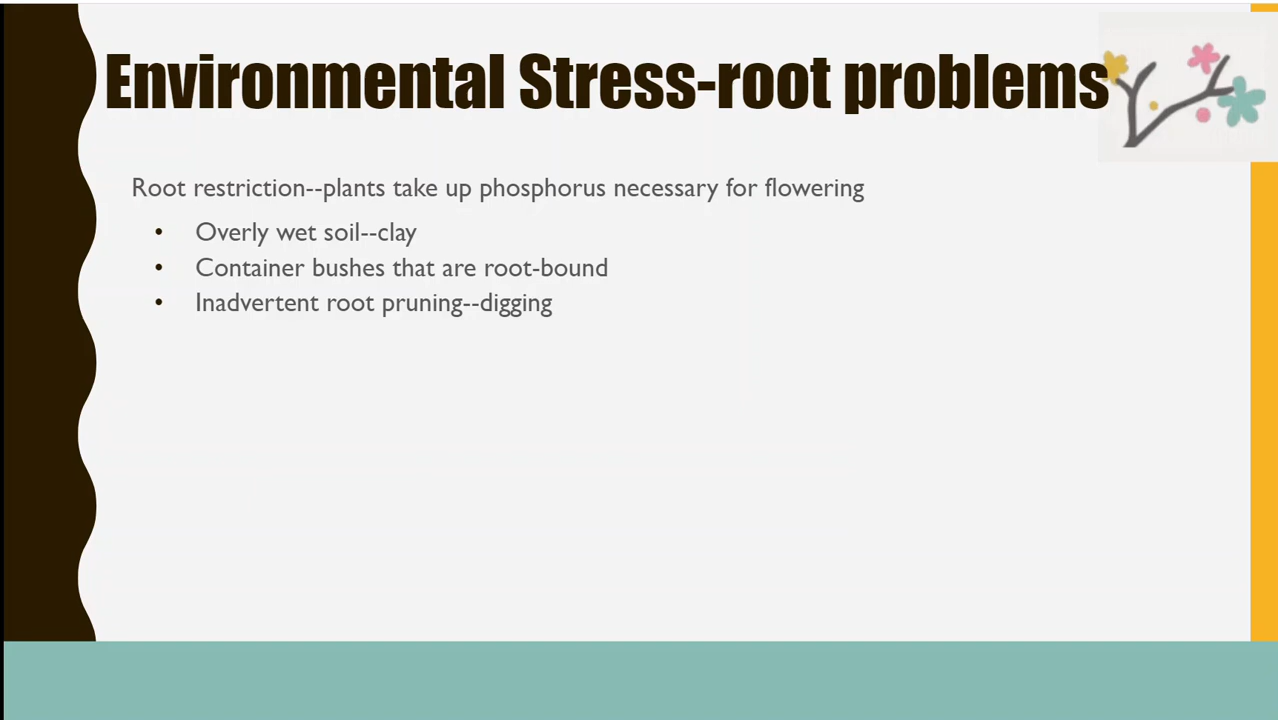 Environmental Stress-root problems
Root restriction--plants take up phosphorus necessary for flowering
• Overly wet soil--clay
• Container bushes that are root-bound
• Inadvertent root pruning--digging